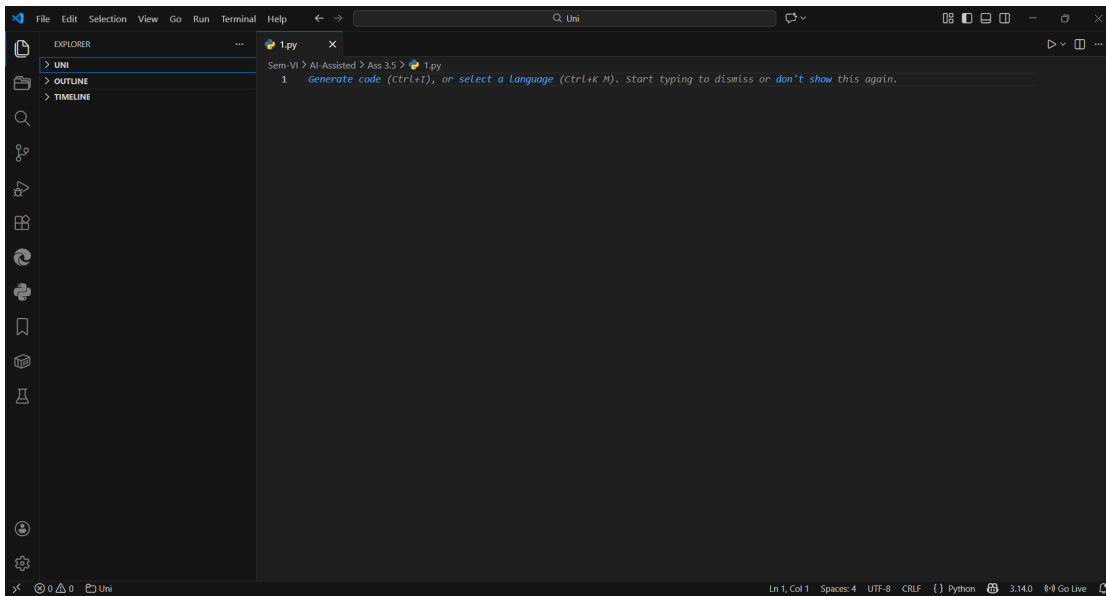 File Edit Selection View Go Run Terminal Help
Uni
EXPLORER
1.py
UNI
OUTLINE
TIMELINE
Sem-VI > AI-Assisted > Ass 3.5 > 1.py
1 Generate code (Ctrl+I), or select a language (Ctrl+K M). Start typing to dismiss or don't show this again.
0 0 Uni
Ln 1, Col 1 Spaces: 4 UTF-8 CRLF { } Python 3.14.0 Go Live